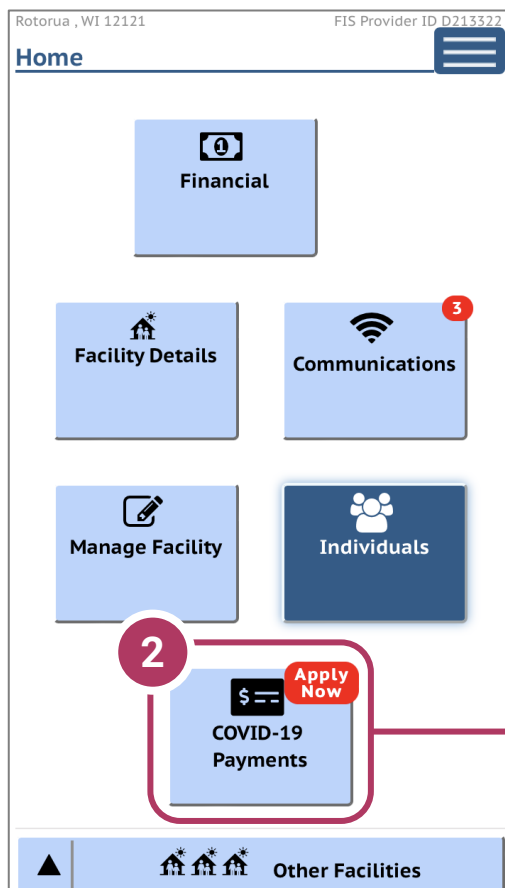 Rotorua , WI 12121 FIS Provider ID D213322
Home
1
Financial
Facility Details
3
Communications
Manage Facility
Individuals
2
Apply
Now
$
COVID-19
Payments
Other Facilities